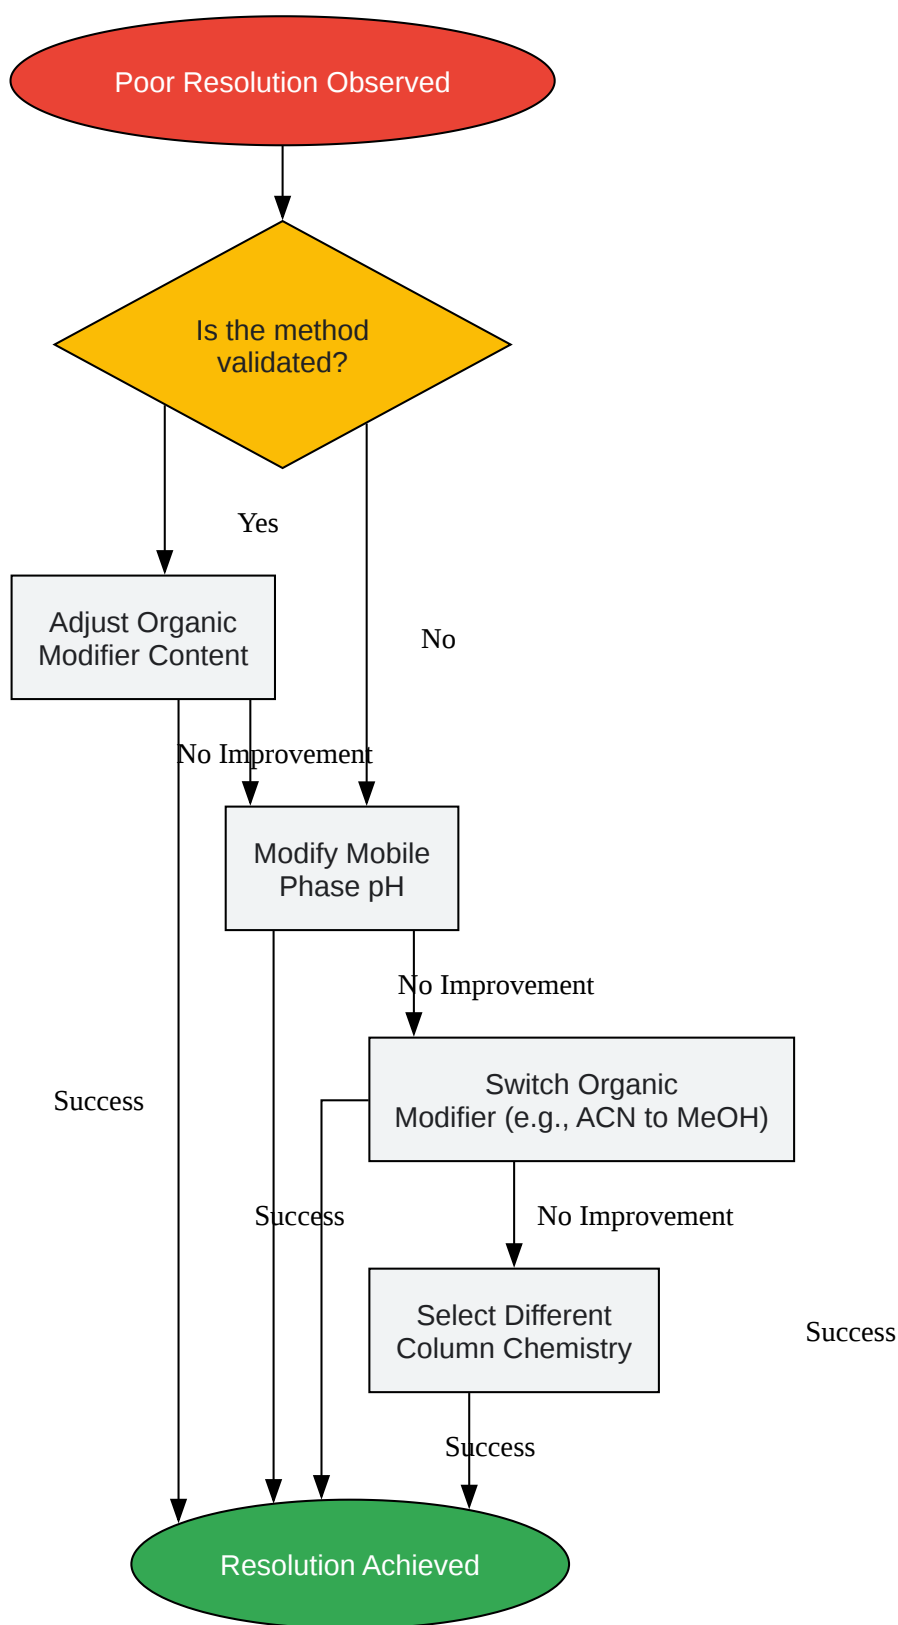 Poor Resolution Observed
Is the method
validated?
Yes
Adjust Organic
Modifier Content
No
No Improvement
Modify Mobile
Phase pH
No Improvement
Switch Organic
Modifier (e.g., ACN to MeOH)
Success
Success
No Improvement
Select Different
Column Chemistry
Success
Success
Resolution Achieved